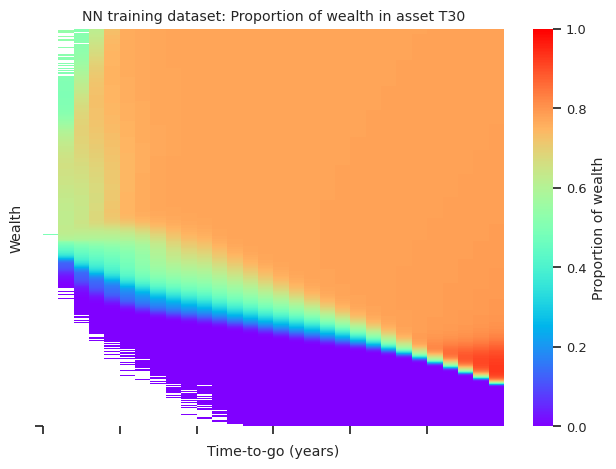 NN training dataset: Proportion of wealth in asset T30
Wealth
Time-to-go (years)
1.0
0.8
0.6
0.4
0.2
0.0
Proportion of wealth